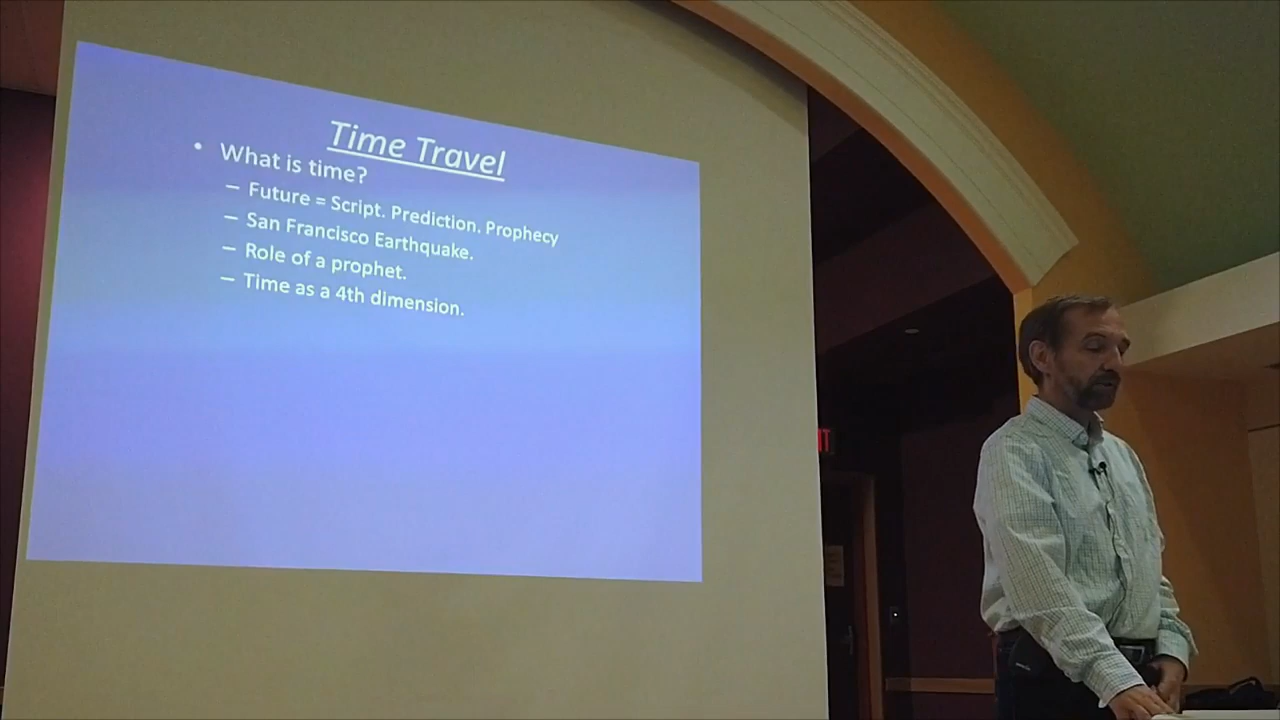 Time Travel
• What is time?
– Future = Script. Prediction. Prophecy
– San Francisco Earthquake.
– Role of a prophet.
– Time as a 4th dimension.